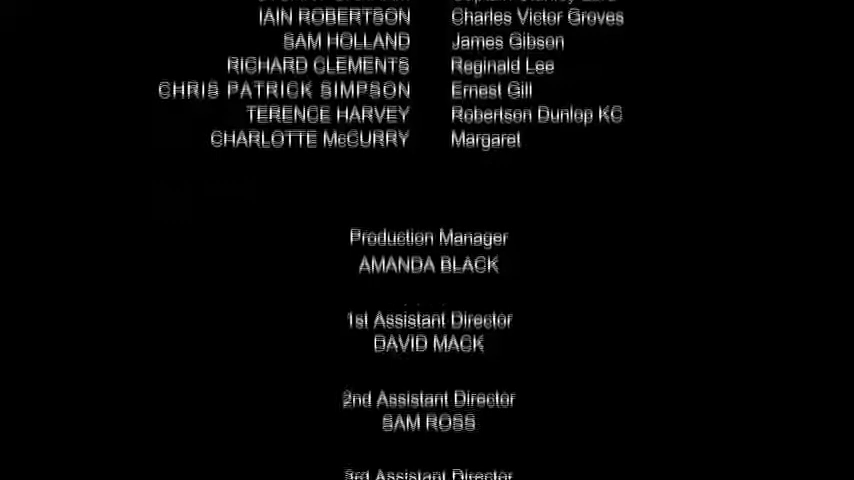 IAIN ROBERTSON Charles Victor Groves
SAM HOLLAND James Gibson
RICHARD CLEMENTS Reginald Lee
CHRIS PATRICK SIMPSON Ernest Gill
TERENCE HARVEY Robertson Dunlop KC
CHARLOTTE McCURRY Margaret
Production Manager
AMANDA BLACK
1st Assistant Director
DAVID MACK
2nd Assistant Director
SAM ROSS
3rd Assistant Director